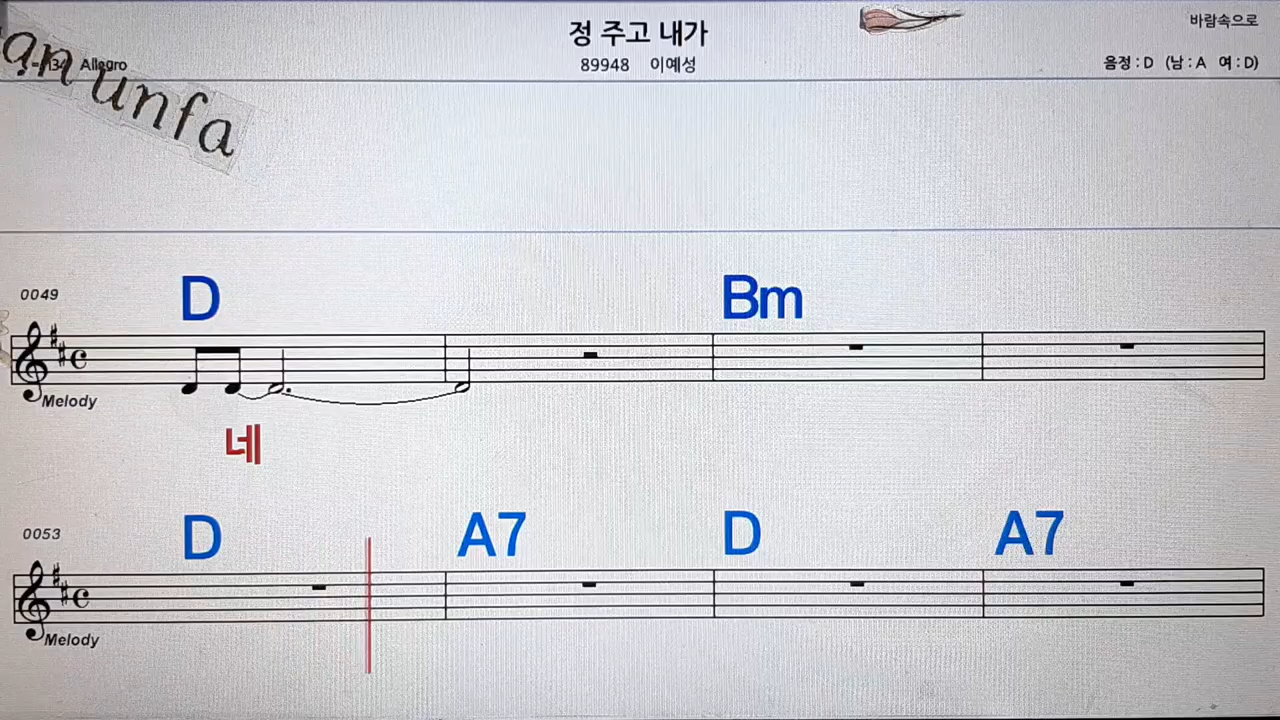 정 주고 내가
바람속으로
an unfa
Allegro
89948 이예성
음정 : D (남 : A 여 : D)
0049
D Bm
Melody
네
0053
D A7 D A7
Melody